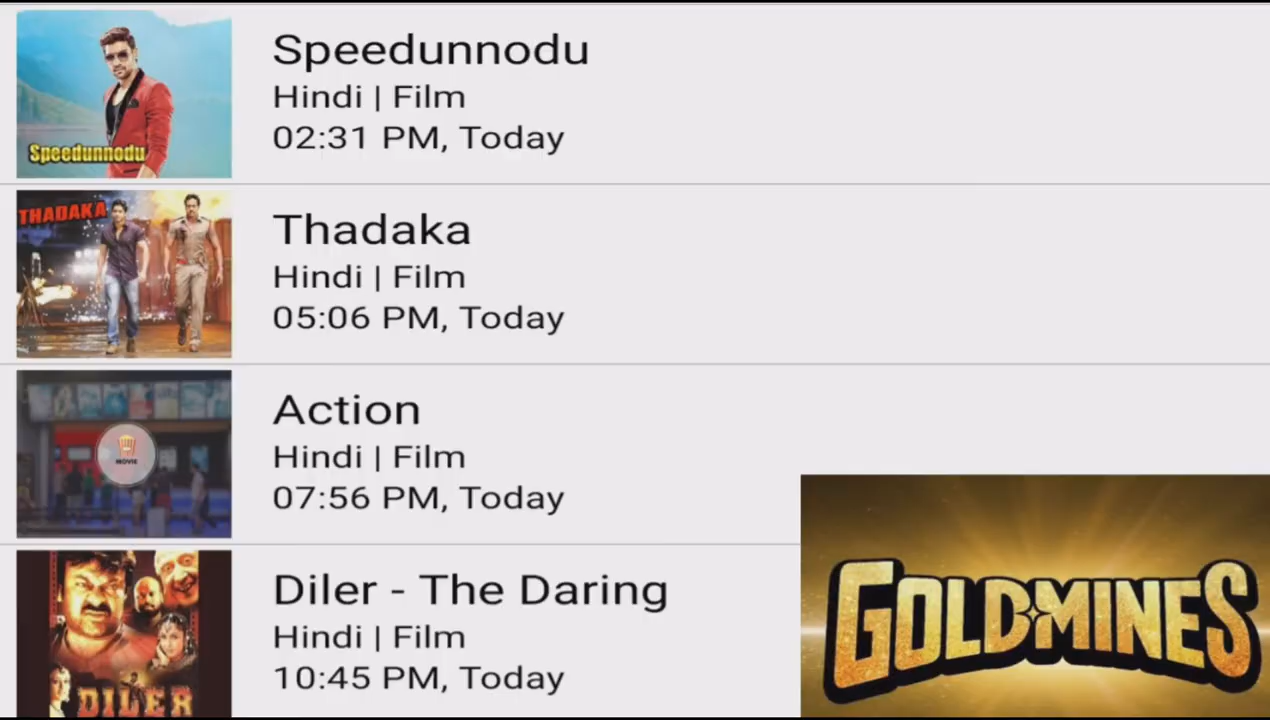 Speedunnodu
Hindi | Film
02:31 PM, Today
Speedunnodu
THADAKA
Thadaka
Hindi | Film
05:06 PM, Today
MOVIE
Action
Hindi | Film
07:56 PM, Today
Diler - The Daring
Hindi | Film
10:45 PM, Today
DILER
GOLDMINES